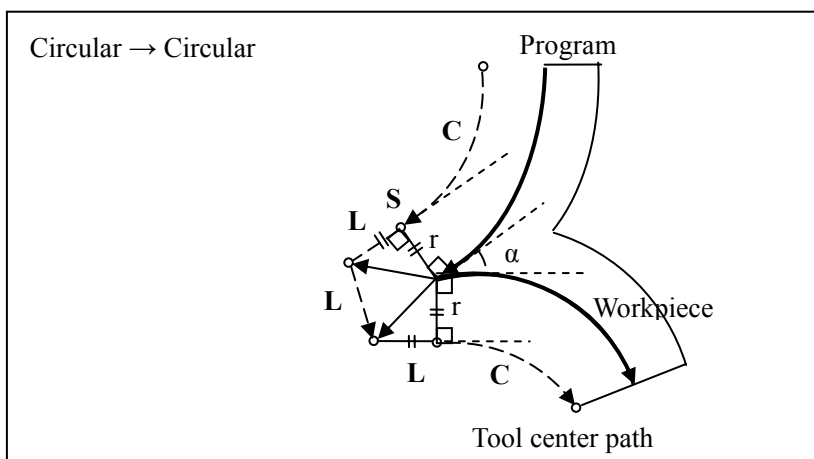 Circular → Circular
Program
C
S
L
r
α
L
r
Workpiece
L
C
Tool center path